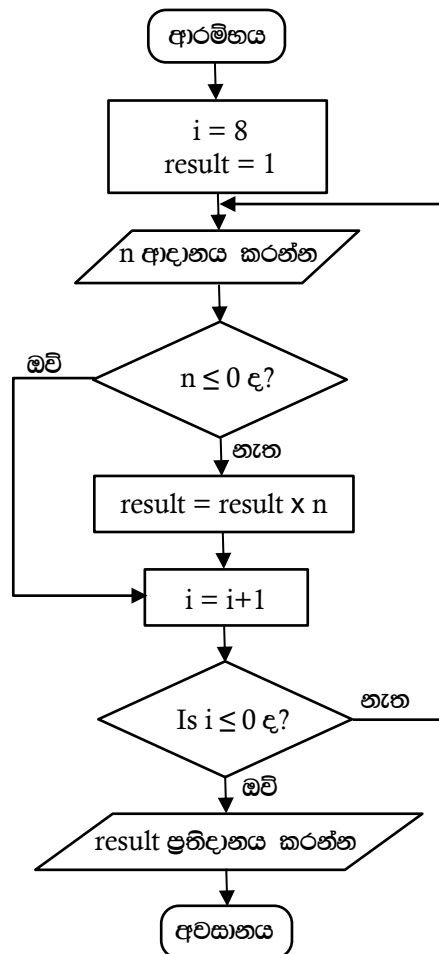 ආරම්භය
i = 8
result = 1
n ආදානය කරන්න
ඔව්
n ≤ 0 ද?
නැත
result = result x n
i = i+1
Is i ≤ 0 ද?
නැත
ඔව්
result ප්‍රතිදානය කරන්න
අවසානය